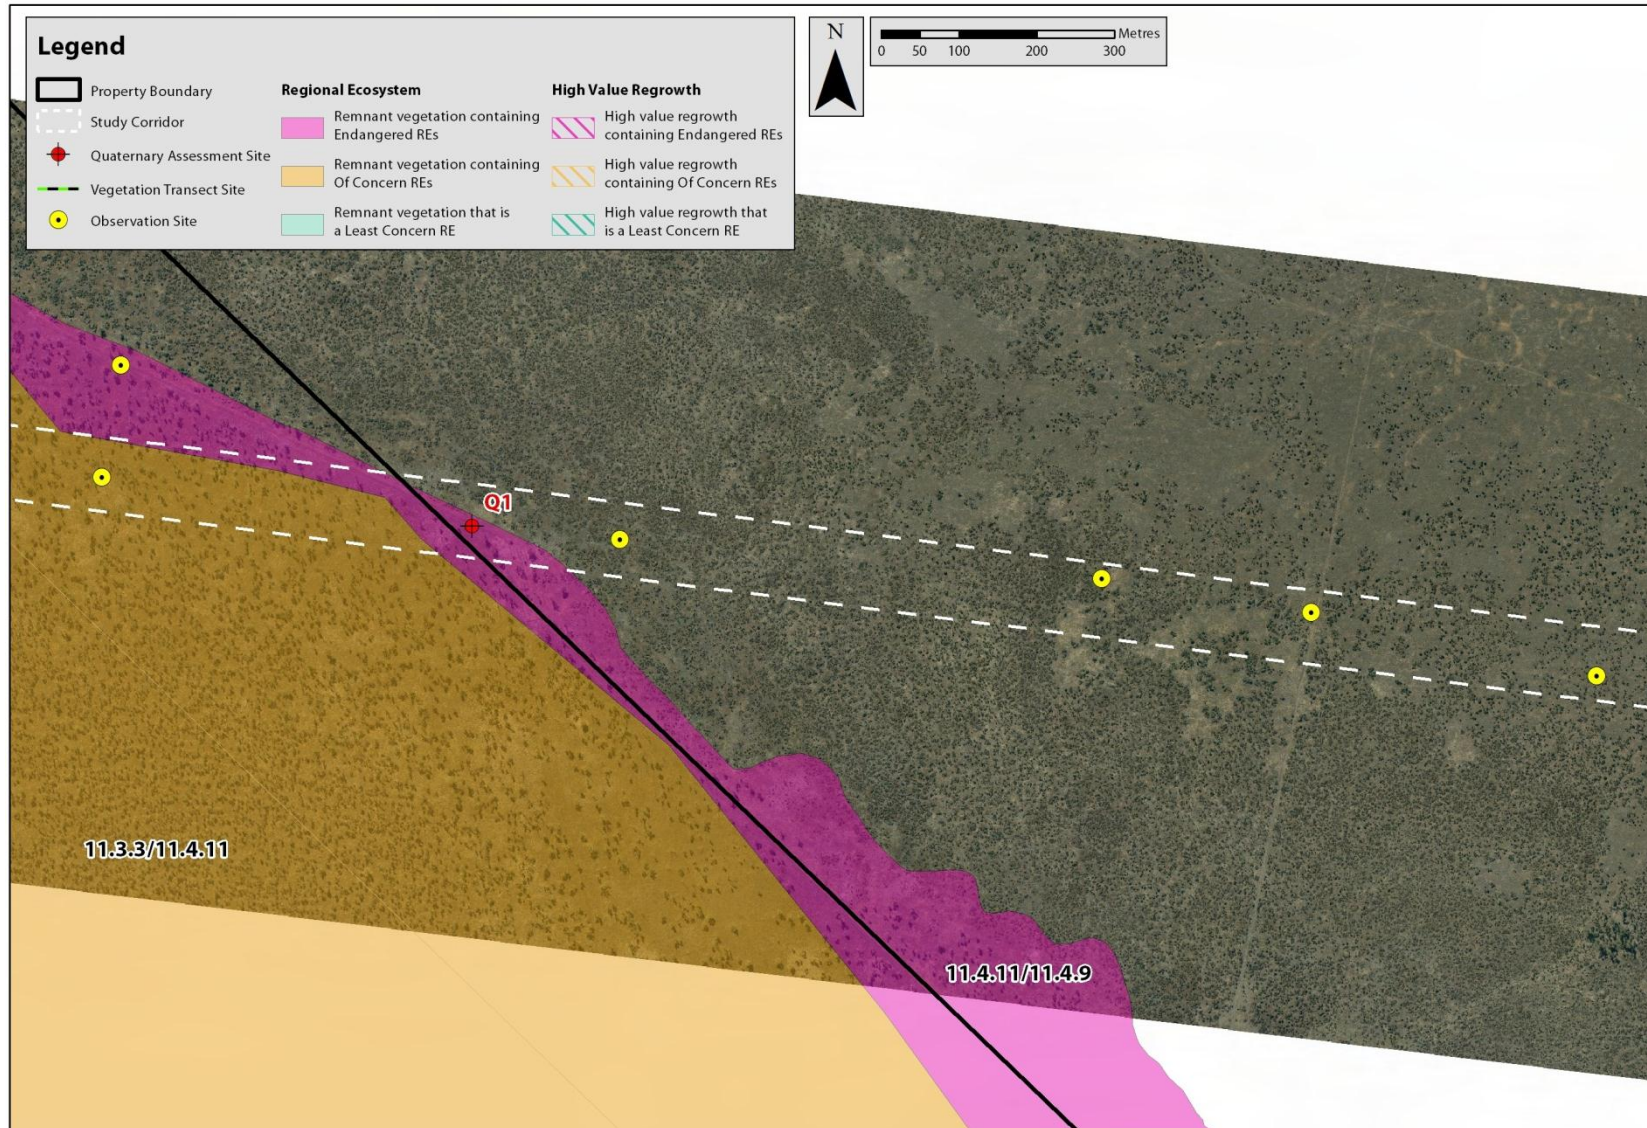 Legend
Property Boundary
Study Corridor
Quaternary Assessment Site
Vegetation Transect Site
Observation Site
Regional Ecosystem
Remnant vegetation containing
Endangered REs
Remnant vegetation containing
Of Concern REs
Remnant vegetation that is
a Least Concern RE
High Value Regrowth
High value regrowth
containing Endangered REs
High value regrowth
containing Of Concern REs
High value regrowth that
is a Least Concern RE
N
Metres
0 50 100 200 300
Q1
11.3.3/11.4.11
11.4.11/11.4.9